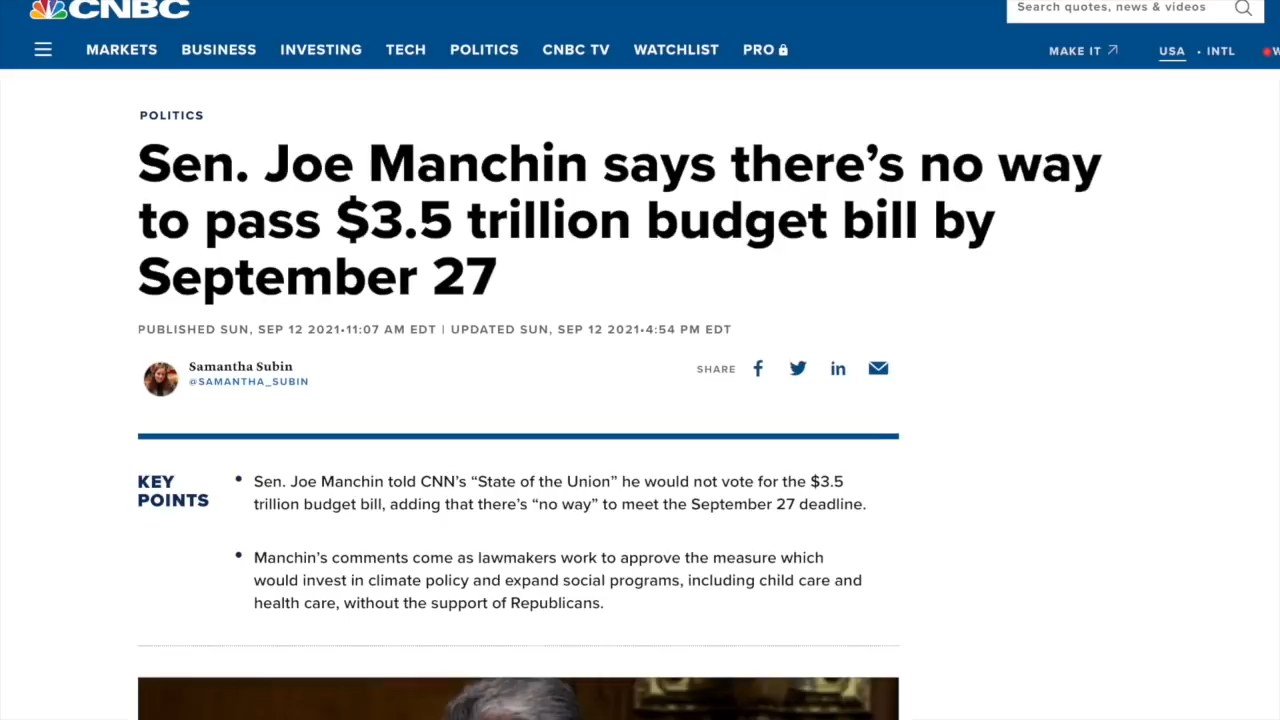 CNBC
Search quotes, news & videos
MARKETS BUSINESS INVESTING TECH POLITICS CNBC TV WATCHLIST PRO MAKE IT USA • INTL W
POLITICS
Sen. Joe Manchin says there’s no way
to pass $3.5 trillion budget bill by
September 27
PUBLISHED SUN, SEP 12 2021•11:07 AM EDT | UPDATED SUN, SEP 12 2021•4:54 PM EDT
Samantha Subin
@SAMANTHA_SUBIN
SHARE
KEY
POINTS
• Sen. Joe Manchin told CNN’s “State of the Union” he would not vote for the $3.5
trillion budget bill, adding that there’s “no way” to meet the September 27 deadline.
• Manchin’s comments come as lawmakers work to approve the measure which
would invest in climate policy and expand social programs, including child care and
health care, without the support of Republicans.